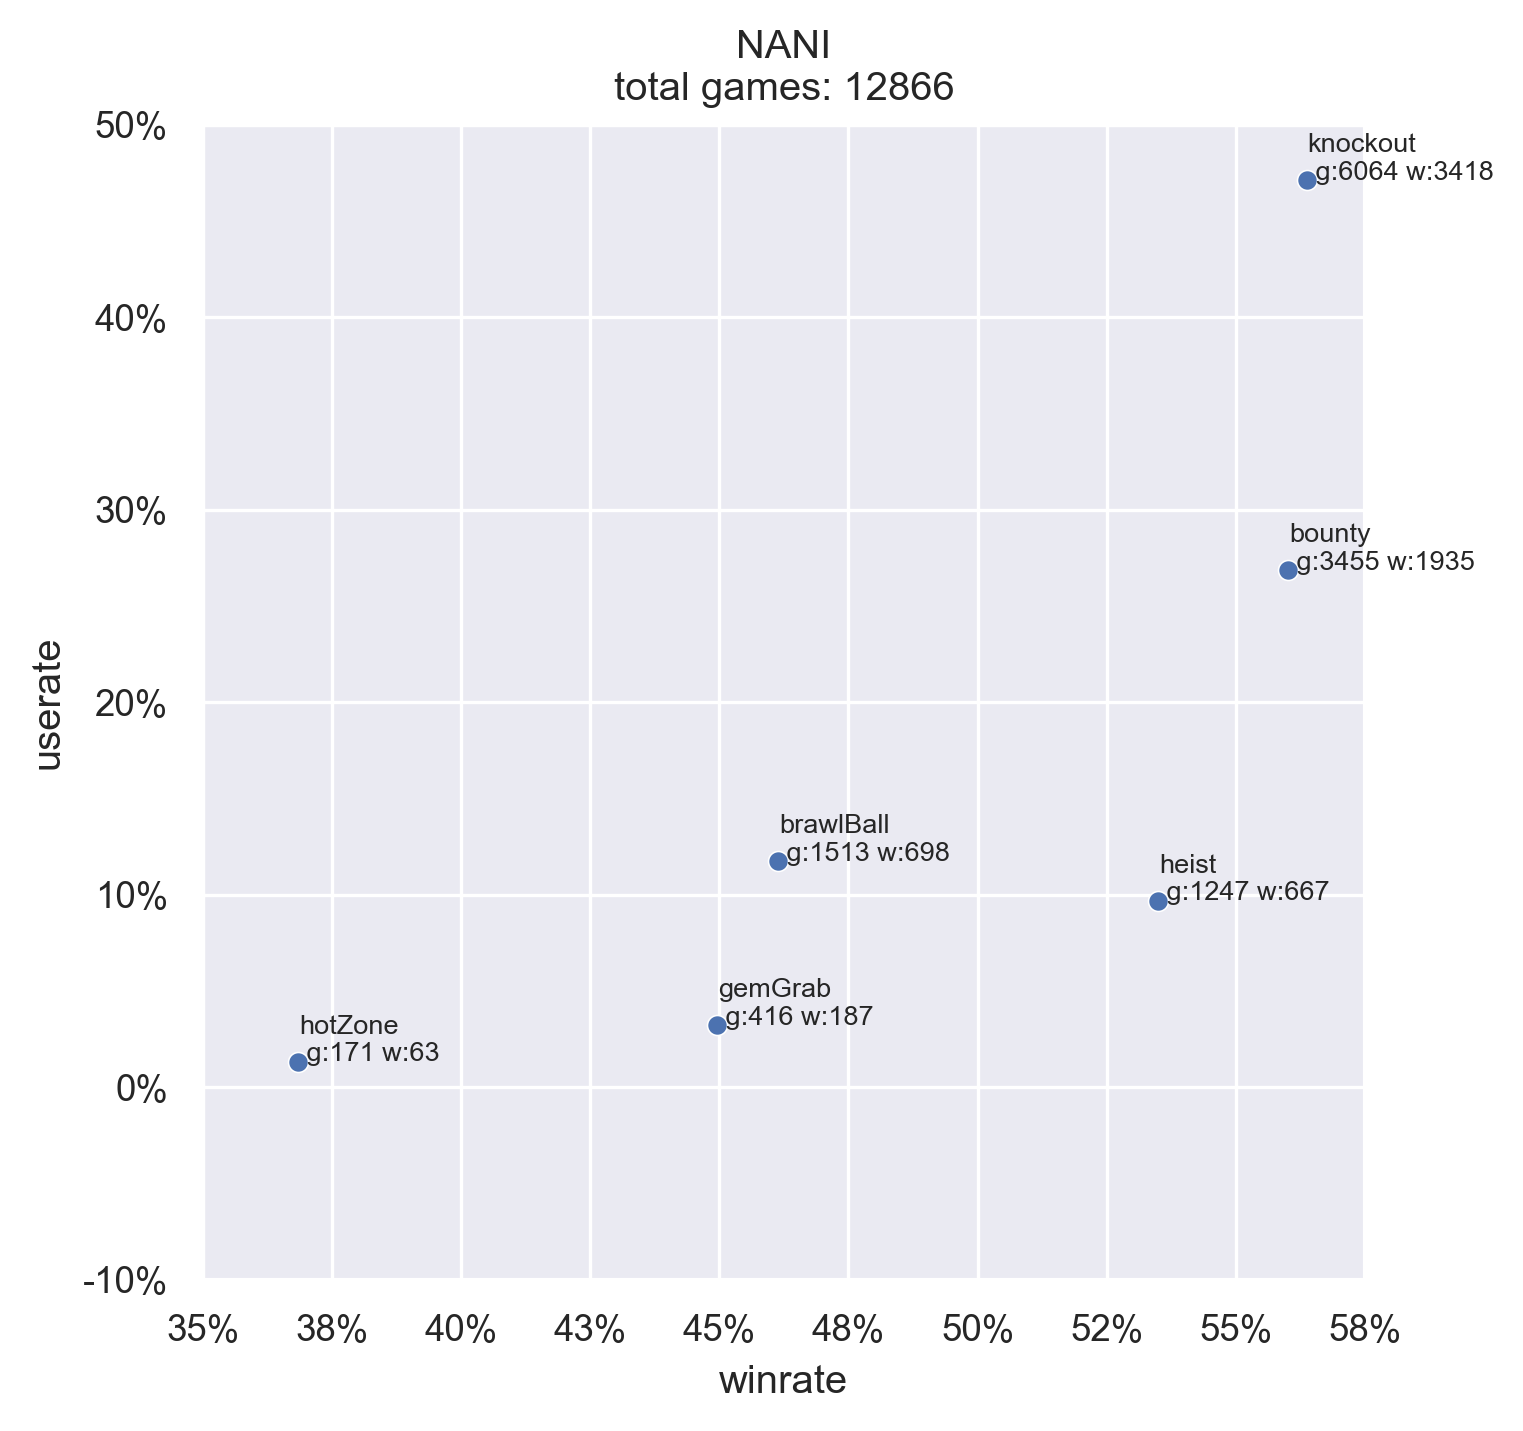 NANI
total games: 12866
50%
knockout
g:6064 w:3418
40%
30%
bounty
g:3455 w:1935
userate
20%
brawlBall
g:1513 w:698
heist
g:1247 w:667
10%
gemGrab
g:416 w:187
hotZone
g:171 w:63
0%
-10%
35% 38% 40% 43% 45% 48% 50% 52% 55% 58%
winrate